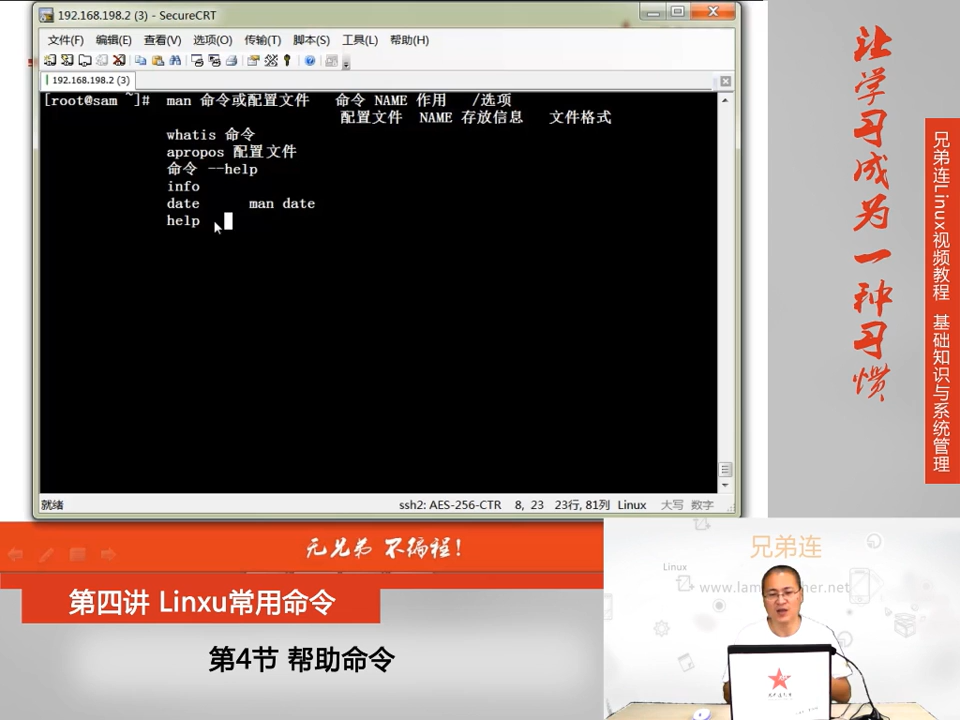 192.168.198.2 (3) - SecureCRT
文件(F) 编辑(E) 查看(V) 选项(O) 传输(T) 脚本(S) 工具(L) 帮助(H)
192.168.198.2 (3)
[root@sam ~]# man 命令或配置文件 命令 NAME 作用 /选项
配置文件 NAME 存放信息 文件格式
whatis 命令
apropos 配置文件
命令 --help
info
date man date
help
就绪 ssh2: AES-256-CTR 8, 23 23行, 81列 Linux 大写 数字
让学习成为一种习惯
兄弟连Linux视频教程 基础知识与系统管理
无兄弟 不编程!
第四讲 Linxu常用命令
第4节 帮助命令
兄弟连
Linux